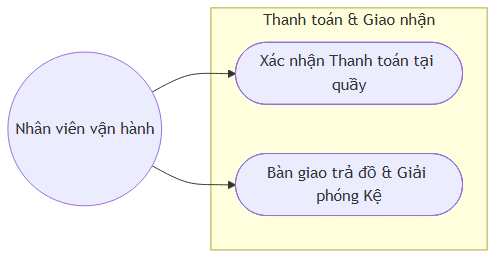 Thanh toán & Giao nhận
Xác nhận Thanh toán tại
quầy
Nhân viên vận hành
Bàn giao trả đồ & Giải
phóng Kệ